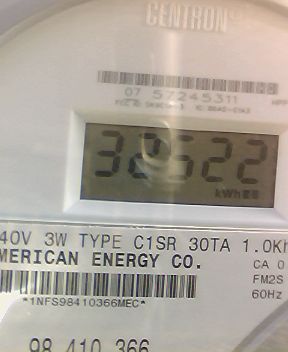 CENTRON®
07 57245311
32522
kWh
40V 3W TYPE C1SR 30TA 1.0Kh
MERICAN ENERGY CO.
CA 0
FM2S
60Hz
*1NFS98410366MEC*
98 410 366